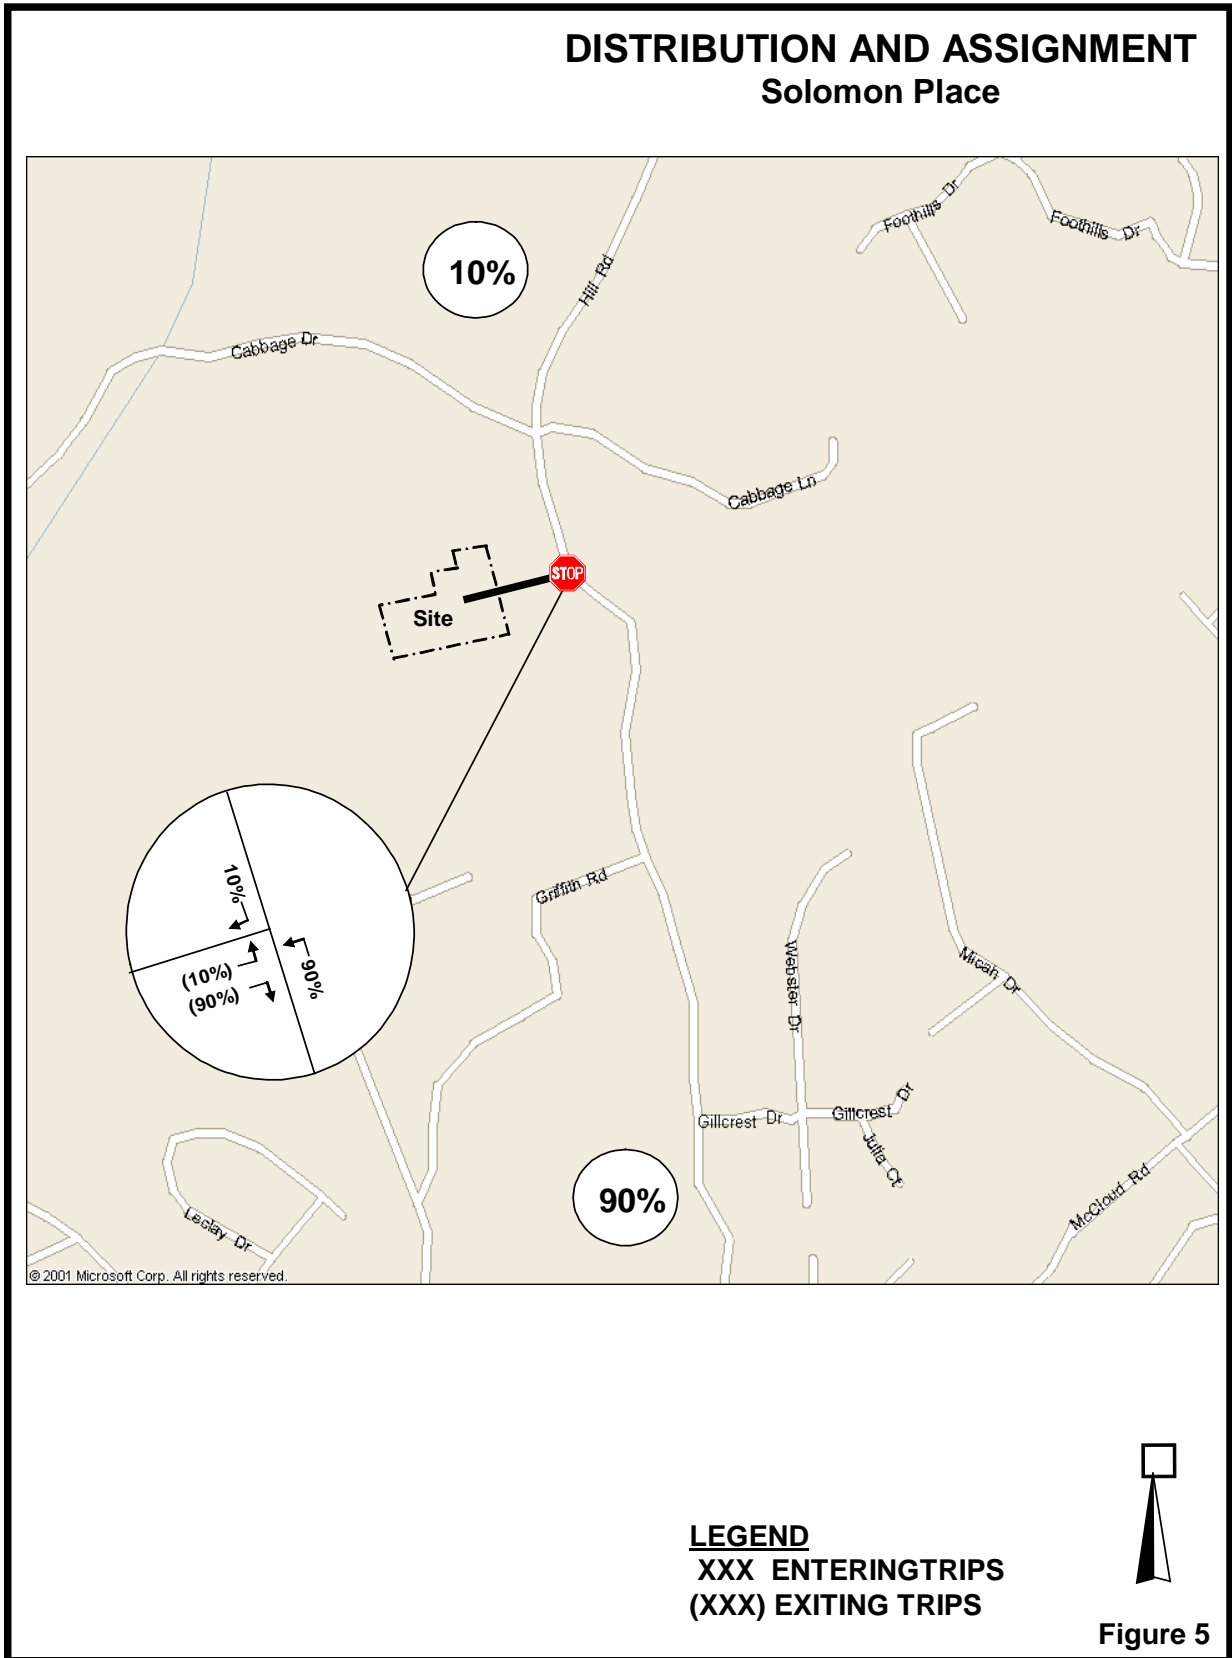 DISTRIBUTION AND ASSIGNMENT
Solomon Place
10%
Hill Rd
Foothills Dr
Foothills Dr
Cabbage Dr
Cabbage Ln
STOP
Site
10%
(10%)
(90%)
90%
Griffith Rd
Webster Dr
Micah Dr
Gillcrest Dr
Gillcrest Dr
Julia Ct
McCloud Rd
Leclay Dr
90%
© 2001 Microsoft Corp. All rights reserved.
LEGEND
XXX ENTERINGTRIPS
(XXX) EXITING TRIPS
Figure 5